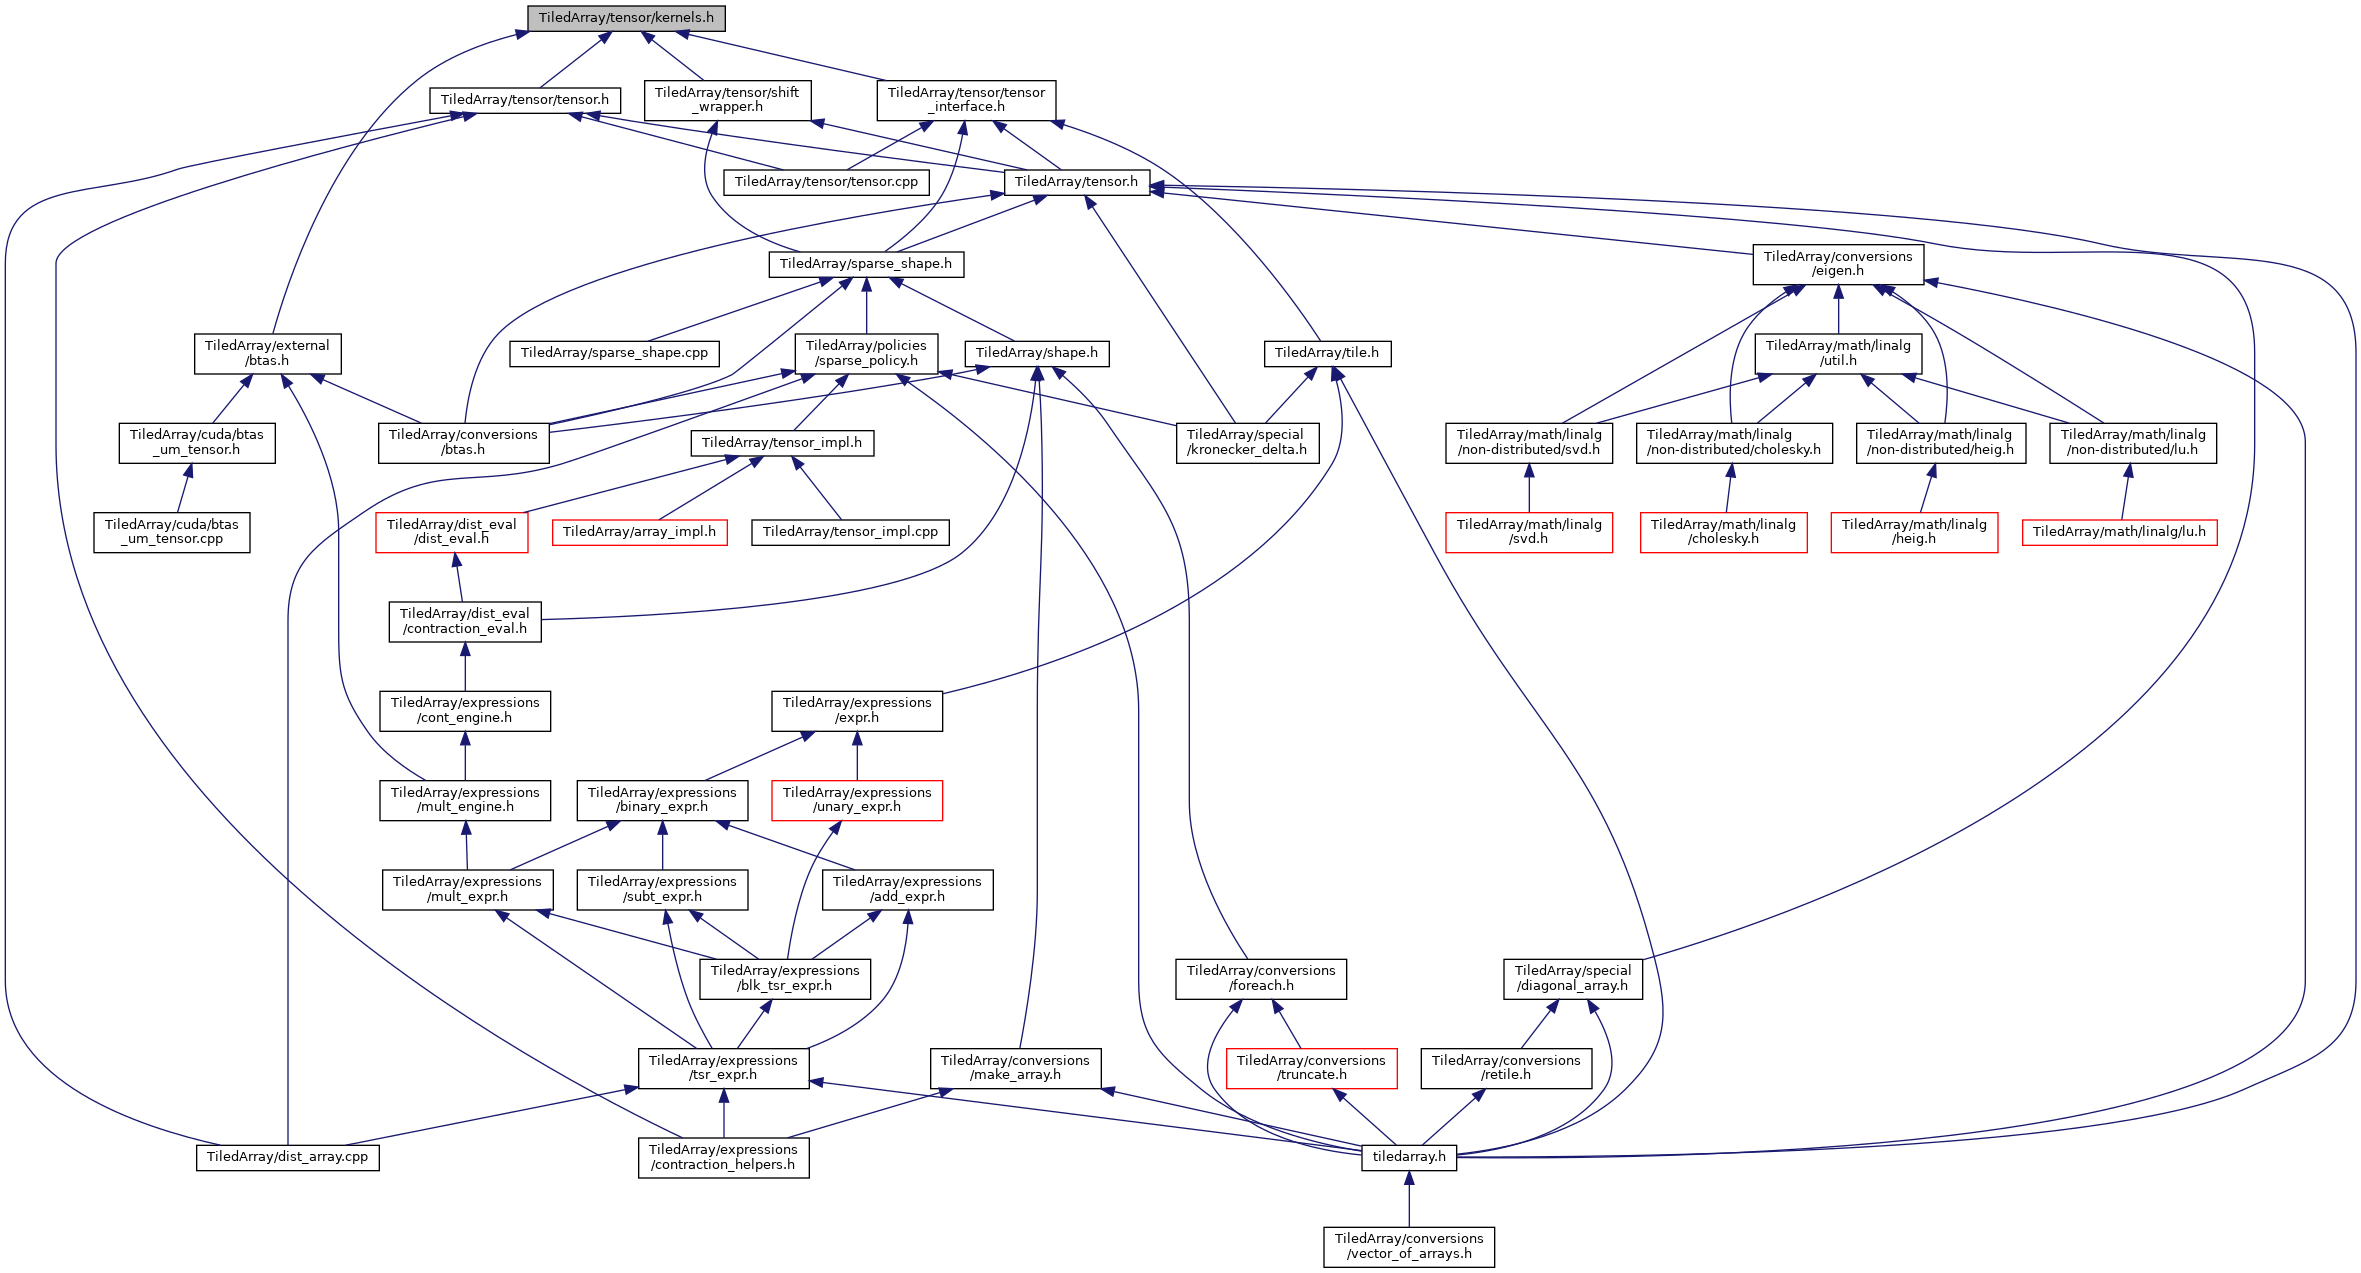 TiledArray/tensor/kernels.h
TiledArray/tensor/tensor.h
TiledArray/tensor/shift
_wrapper.h
TiledArray/tensor/tensor
_interface.h
TiledArray/tensor/tensor.cpp
TiledArray/tensor.h
TiledArray/sparse_shape.h
TiledArray/conversions
/eigen.h
TiledArray/external
/btas.h
TiledArray/sparse_shape.cpp
TiledArray/policies
/sparse_policy.h
TiledArray/shape.h
TiledArray/tile.h
TiledArray/math/linalg
/util.h
TiledArray/cuda/btas
_um_tensor.h
TiledArray/conversions
/btas.h
TiledArray/tensor_impl.h
TiledArray/special
/kronecker_delta.h
TiledArray/math/linalg
/non-distributed/svd.h
TiledArray/math/linalg
/non-distributed/cholesky.h
TiledArray/math/linalg
/non-distributed/heig.h
TiledArray/math/linalg
/non-distributed/lu.h
TiledArray/cuda/btas
_um_tensor.cpp
TiledArray/dist_eval
/dist_eval.h
TiledArray/array_impl.h
TiledArray/tensor_impl.cpp
TiledArray/math/linalg
/svd.h
TiledArray/math/linalg
/cholesky.h
TiledArray/math/linalg
/heig.h
TiledArray/math/linalg/lu.h
TiledArray/dist_eval
/contraction_eval.h
TiledArray/expressions
/cont_engine.h
TiledArray/expressions
/expr.h
TiledArray/expressions
/mult_engine.h
TiledArray/expressions
/binary_expr.h
TiledArray/expressions
/unary_expr.h
TiledArray/expressions
/mult_expr.h
TiledArray/expressions
/subt_expr.h
TiledArray/expressions
/add_expr.h
TiledArray/expressions
/blk_tsr_expr.h
TiledArray/conversions
/foreach.h
TiledArray/special
/diagonal_array.h
TiledArray/expressions
/tsr_expr.h
TiledArray/conversions
/make_array.h
TiledArray/conversions
/truncate.h
TiledArray/conversions
/retile.h
TiledArray/dist_array.cpp
TiledArray/expressions
/contraction_helpers.h
tiledarray.h
TiledArray/conversions
/vector_of_arrays.h